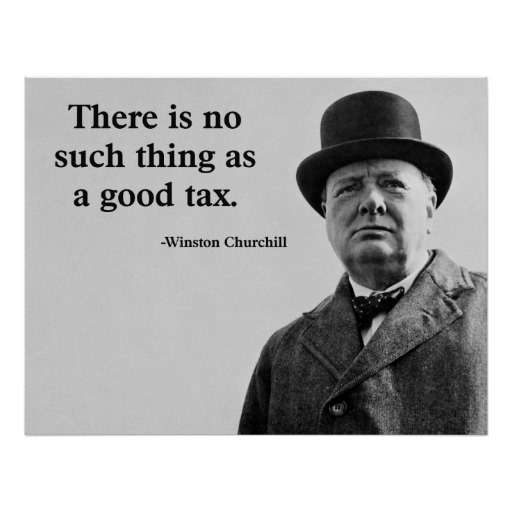 There is no
such thing as
a good tax.
-Winston Churchill